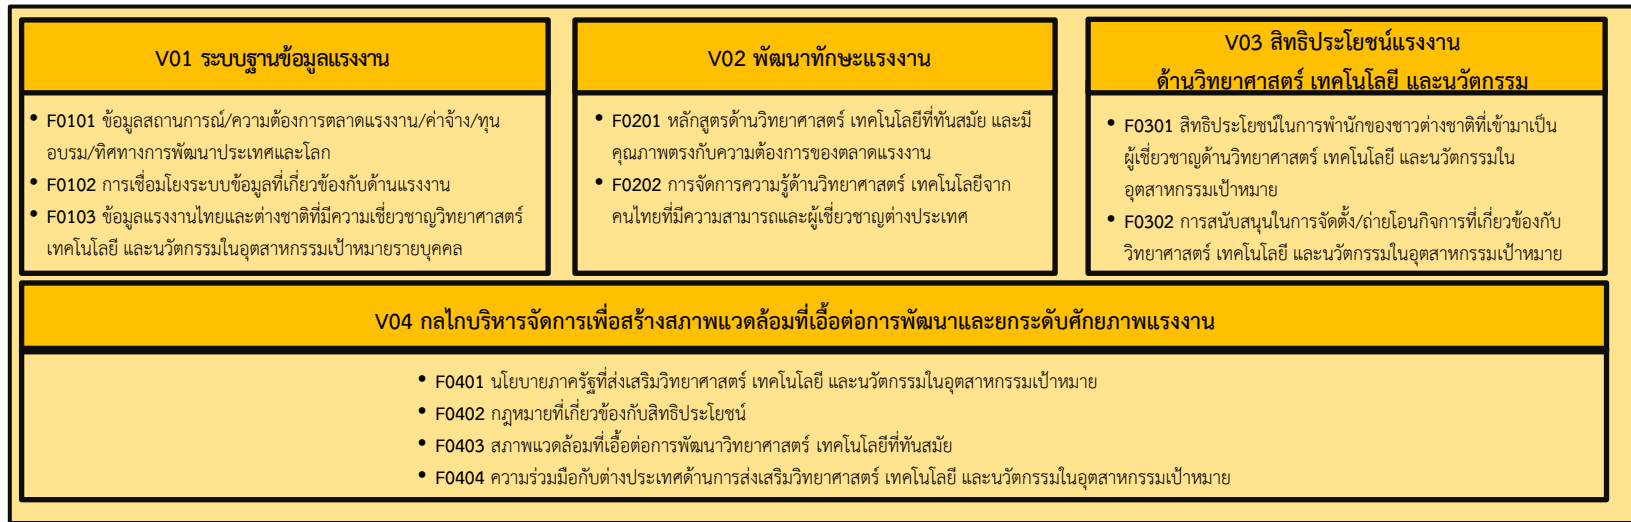 V01 ระบบฐานข้อมูลแรงงาน
• F0101 ข้อมูลสถานการณ์/ความต้องการตลาดแรงงาน/ค่าจ้าง/ทุน
อบรม/ทิศทางการพัฒนาประเทศและโลก
• F0102 การเชื่อมโยงระบบข้อมูลที่เกี่ยวข้องกับด้านแรงงาน
• F0103 ข้อมูลแรงงานไทยและต่างชาติที่มีความเชี่ยวชาญวิทยาศาสตร์
เทคโนโลยี และนวัตกรรมในอุตสาหกรรมเป้าหมายรายบุคคล
V02 พัฒนาทักษะแรงงาน
• F0201 หลักสูตรด้านวิทยาศาสตร์ เทคโนโลยีที่ทันสมัย และมี
คุณภาพตรงกับความต้องการของตลาดแรงงาน
• F0202 การจัดการความรู้ด้านวิทยาศาสตร์ เทคโนโลยีจาก
คนไทยที่มีความสามารถและผู้เชี่ยวชาญต่างประเทศ
V03 สิทธิประโยชน์แรงงาน
ด้านวิทยาศาสตร์ เทคโนโลยี และนวัตกรรม
• F0301 สิทธิประโยชน์ในการพำนักของชาวต่างชาติที่เข้ามาเป็น
ผู้เชี่ยวชาญด้านวิทยาศาสตร์ เทคโนโลยี และนวัตกรรมใน
อุตสาหกรรมเป้าหมาย
• F0302 การสนับสนุนในการจัดตั้ง/ถ่ายโอนกิจการที่เกี่ยวข้องกับ
วิทยาศาสตร์ เทคโนโลยี และนวัตกรรมในอุตสาหกรรมเป้าหมาย
V04 กลไกบริหารจัดการเพื่อสร้างสภาพแวดล้อมที่เอื้อต่อการพัฒนาและยกระดับศักยภาพแรงงาน
• F0401 นโยบายภาครัฐที่ส่งเสริมวิทยาศาสตร์ เทคโนโลยี และนวัตกรรมในอุตสาหกรรมเป้าหมาย
• F0402 กฎหมายที่เกี่ยวข้องกับสิทธิประโยชน์
• F0403 สภาพแวดล้อมที่เอื้อต่อการพัฒนาวิทยาศาสตร์ เทคโนโลยีที่ทันสมัย
• F0404 ความร่วมมือกับต่างประเทศด้านการส่งเสริมวิทยาศาสตร์ เทคโนโลยี และนวัตกรรมในอุตสาหกรรมเป้าหมาย